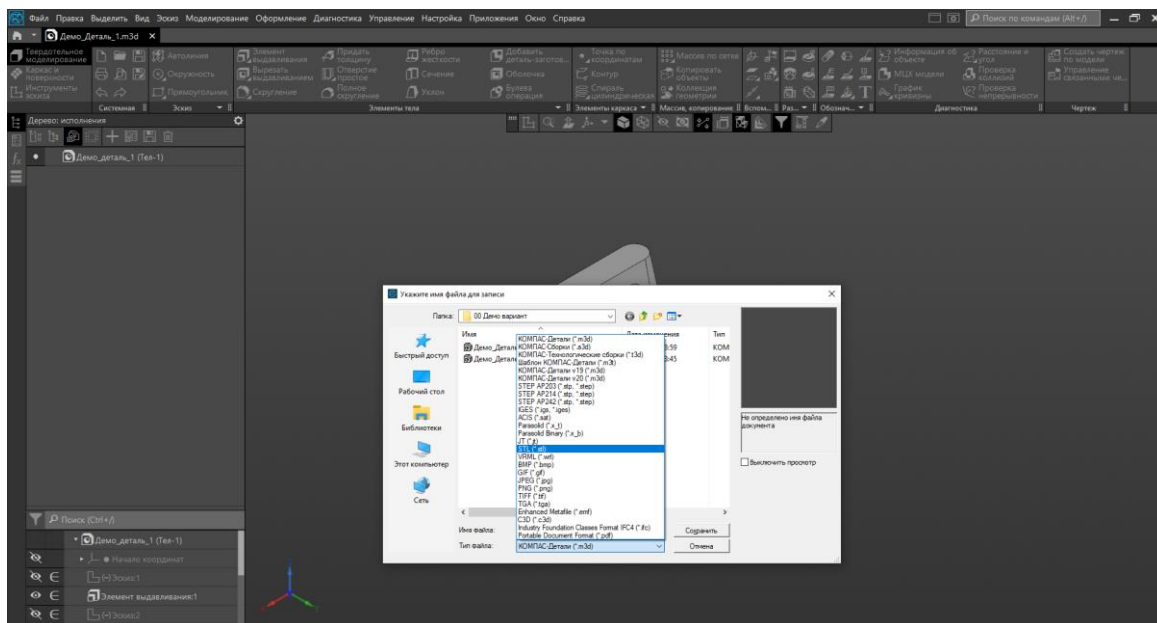 Файл Правка Выделить Вид Эскиз Моделирование Оформление Диагностика Управление Настройка Приложения Окно Справка
Поиск по командам (Alt+/)
Демо_Деталь_1.m3d
Твердотельное моделирование
Каркас и поверхности
Инструменты эскиза
Системная
Автолиния
Окружность
Прямоугольник
Эскиз
Элемент выдавливания
Вырезать выдавливанием
Скругление
Придать толщину
Отверстие простое
Полное скругление
Ребро жесткости
Сечение
Уклон
Добавить деталь-заготов...
Оболочка
Булева операция
Элементы тела
Точка по координатам
Контур
Спираль цилиндрическая
Элементы каркаса
Массив по сетке
Копировать объекты
Коллекция геометрии
Массив, копирование
Вспом...
Раз...
Обознач...
Информация об объекте
МЦХ модели
График кривизны
Расстояние и угол
Проверка коллизий
Проверка непрерывности
Диагностика
Создать чертеж по модели
Управление связанными че...
Чертеж
Дерево: исполнения
Демо_деталь_1 (Тел-1)
Поиск (Ctrl+/)
Демо_деталь_1 (Тел-1)
Начало координат
(-) Эскиз:1
Элемент выдавливания:1
(-) Эскиз:2
Укажите имя файла для записи
Папка:
00 Демо вариант
Быстрый доступ
Рабочий стол
Библиотеки
Этот компьютер
Сеть
Имя
Тип
Демо_Детал
КОМ
Демо_Детал
КОМ
КОМПАС-Детали (*.m3d)
КОМПАС-Сборки (*.a3d)
КОМПАС-Технологические сборки (*.t3d)
Шаблон КОМПАС-Детали (*.m3t)
КОМПАС-Детали v19 (*.m3d)
КОМПАС-Детали v20 (*.m3d)
STEP AP203 (*.stp, *.step)
STEP AP214 (*.stp, *.step)
STEP AP242 (*.stp, *.step)
IGES (*.igs, *.iges)
ACIS (*.sat)
Parasolid (*.x_t)
Parasolid Binary (*.x_b)
JT (*.jt)
STL (*.stl)
VRML (*.wrl)
BMP (*.bmp)
GIF (*.gif)
JPEG (*.jpg)
PNG (*.png)
TIFF (*.tif)
TGA (*.tga)
Enhanced Metafile (*.emf)
C3D (*.c3d)
Industry Foundation Classes Format IFC4 (*.ifc)
Portable Document Format (*.pdf)
Не определено имя файла
документа
Выключить просмотр
Имя файла:
Сохранить
Тип файла:
КОМПАС-Детали (*.m3d)
Отмена